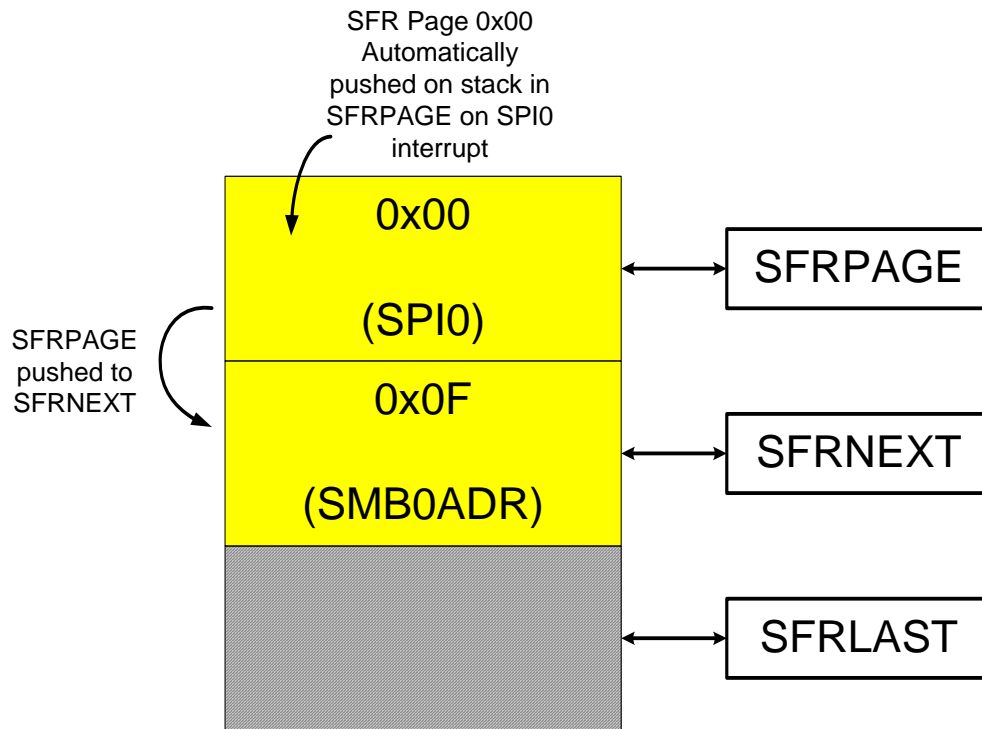 SFR Page 0x00
Automatically
pushed on stack in
SFRPAGE on SPI0
interrupt
0x00
(SPI0)
SFRPAGE
SFRPAGE
pushed to
SFRNEXT
0x0F
(SMB0ADR)
SFRNEXT
SFRLAST